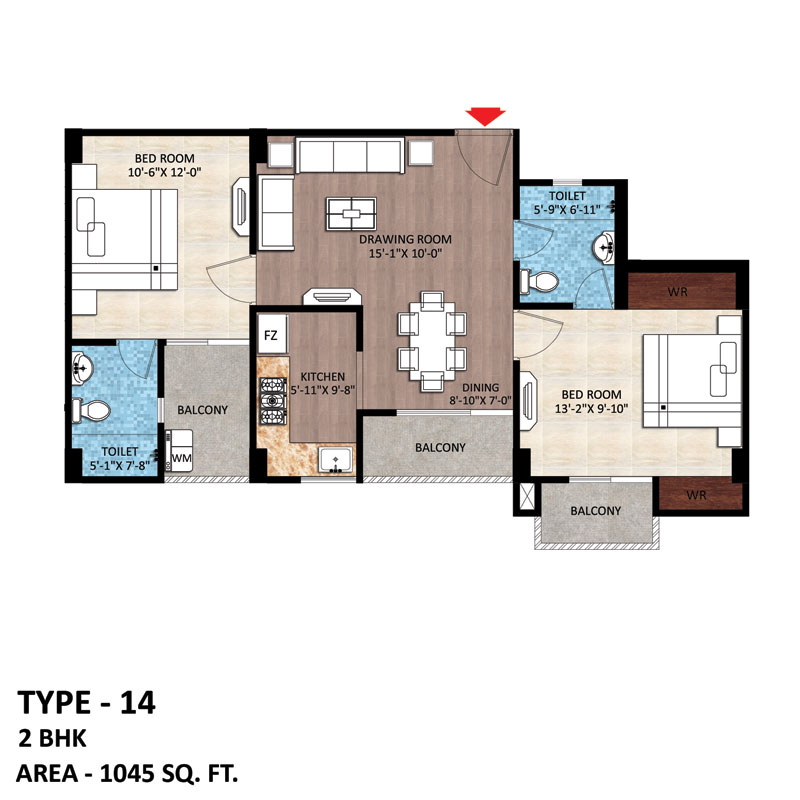 BED ROOM
10'-6"X 12'-0"
TOILET
5'-9"X 6'-11"
DRAWING ROOM
15'-1"X 10'-0"
WR
FZ
KITCHEN
5'-11"X 9'-8"
DINING
8'-10"X 7'-0"
BED ROOM
13'-2"X 9'-10"
BALCONY
BALCONY
TOILET
5'-1"X 7'-8"
WM
WR
BALCONY
TYPE - 14
2 BHK
AREA - 1045 SQ. FT.